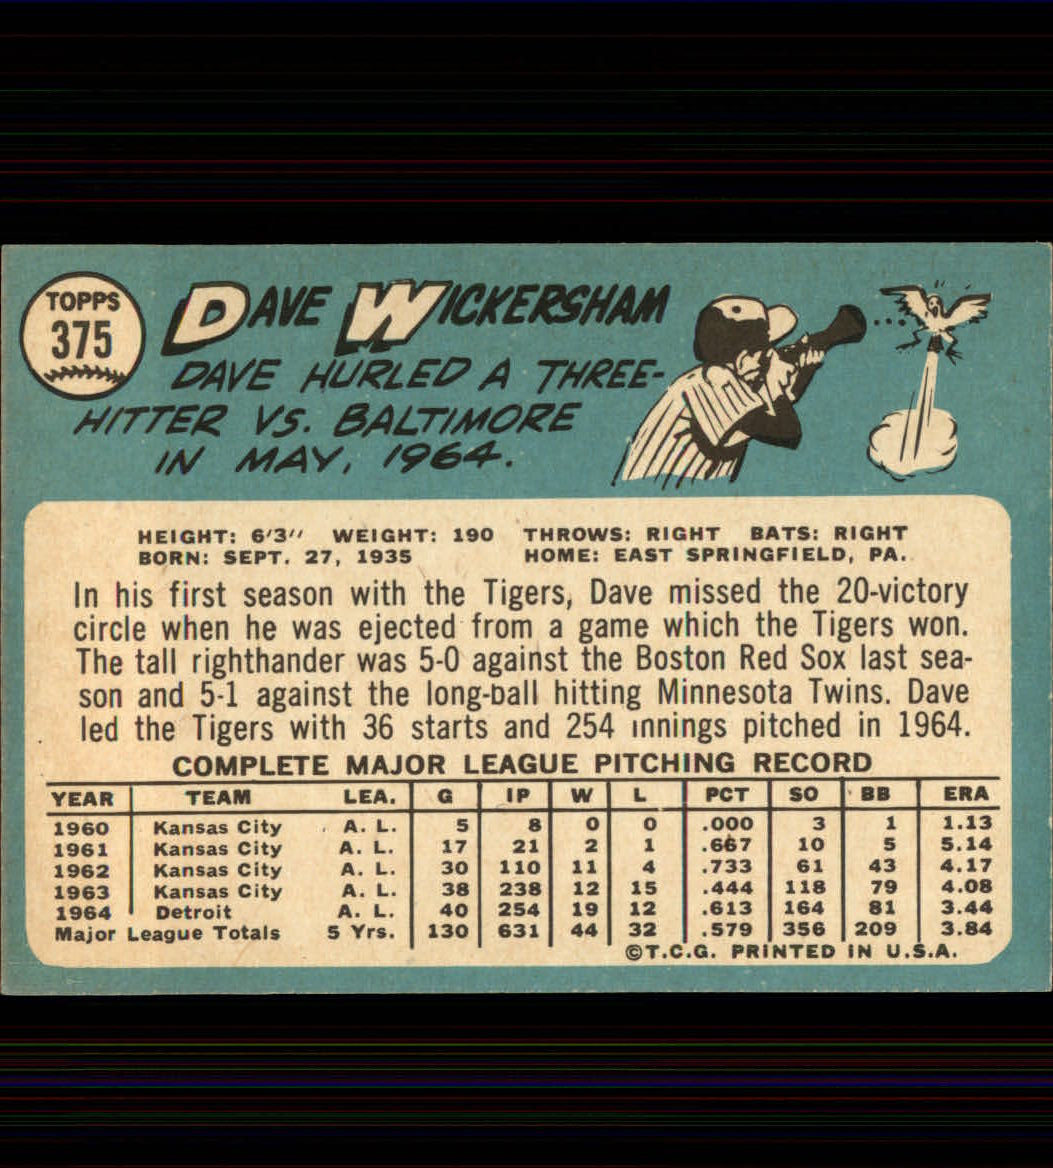 TOPPS
375
DAVE WICKERSHAM
DAVE HURLED A THREE-
HITTER VS. BALTIMORE
IN MAY, 1964.
HEIGHT: 6'3" WEIGHT: 190 THROWS: RIGHT BATS: RIGHT
BORN: SEPT. 27, 1935 HOME: EAST SPRINGFIELD, PA.
In his first season with the Tigers, Dave missed the 20-victory
circle when he was ejected from a game which the Tigers won.
The tall righthander was 5-0 against the Boston Red Sox last sea-
son and 5-1 against the long-ball hitting Minnesota Twins. Dave
led the Tigers with 36 starts and 254 innings pitched in 1964.
COMPLETE MAJOR LEAGUE PITCHING RECORD
YEAR TEAM LEA. G IP W L PCT SO BB ERA
1960 Kansas City A. L. 5 8 0 0 .000 3 1 1.13
1961 Kansas City A. L. 17 21 2 1 .667 10 5 5.14
1962 Kansas City A. L. 30 110 11 4 .733 61 43 4.17
1963 Kansas City A. L. 38 238 12 15 .444 118 79 4.08
1964 Detroit A. L. 40 254 19 12 .613 164 81 3.44
Major League Totals 5 Yrs. 130 631 44 32 .579 356 209 3.84
©T.C.G. PRINTED IN U.S.A.